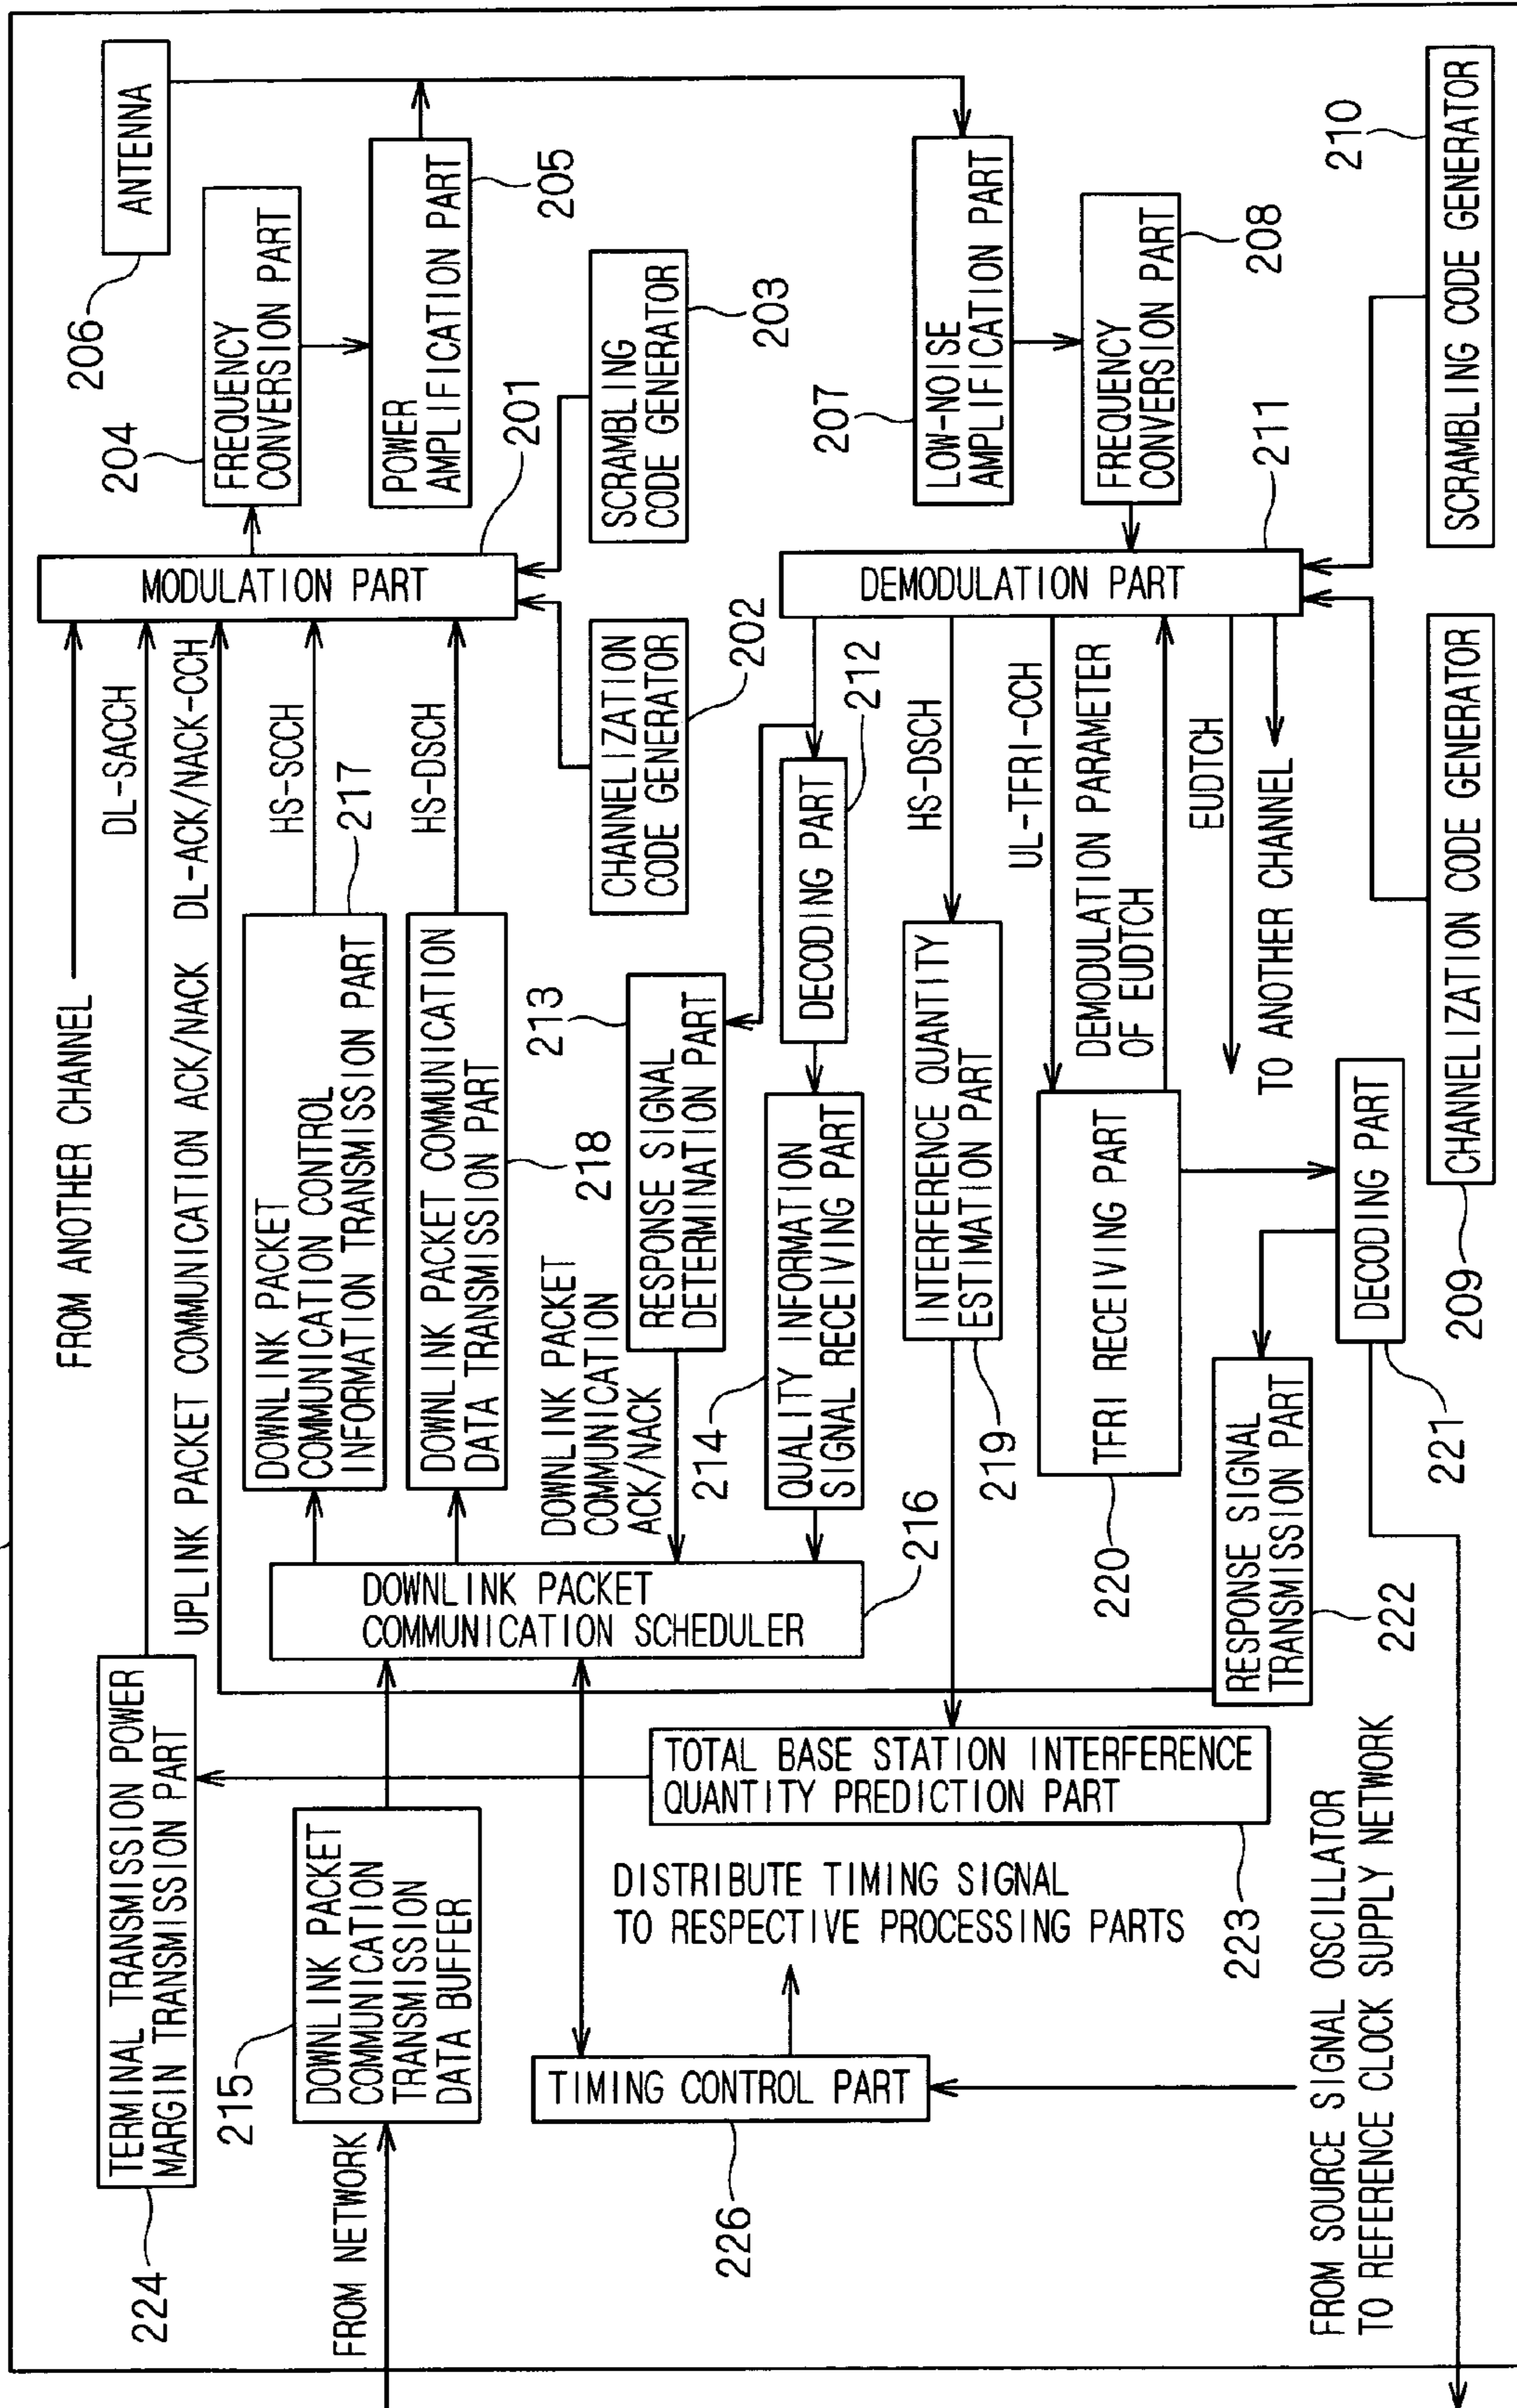 FROM ANOTHER CHANNEL
DL-SACCH
UPLINK PACKET COMMUNICATION ACK/NACK DL-ACK/NACK-CCH
TERMINAL TRANSMISSION POWER
MARGIN TRANSMISSION PART
224
215
DOWNLINK PACKET
COMMUNICATION
TRANSMISSION
DATA BUFFER
FROM NETWORK
DOWNLINK PACKET
COMMUNICATION CONTROL
INFORMATION TRANSMISSION PART
217
HS-SCCH
DOWNLINK PACKET COMMUNICATION
DATA TRANSMISSION PART
218
HS-DSCH
MODULATION PART
201
204
FREQUENCY
CONVERSION PART
206
ANTENNA
POWER
AMPLIFICATION PART
205
CHANNELIZATION
CODE GENERATOR
202
SCRAMBLING
CODE GENERATOR
203
DOWNLINK PACKET
COMMUNICATION SCHEDULER
216
DOWNLINK PACKET
COMMUNICATION
ACK/NACK
213
RESPONSE SIGNAL
DETERMINATION PART
214
QUALITY INFORMATION
SIGNAL RECEIVING PART
DECODING PART
212
DEMODULATION PART
211
207
LOW-NOISE
AMPLIFICATION PART
FREQUENCY
CONVERSION PART
208
TIMING CONTROL PART
226
DISTRIBUTE TIMING SIGNAL
TO RESPECTIVE PROCESSING PARTS
TOTAL BASE STATION INTERFERENCE
QUANTITY PREDICTION PART
223
INTERFERENCE QUANTITY
ESTIMATION PART
219
HS-DSCH
UL-TFRI-CCH
TFRI RECEIVING PART
220
DEMODULATION PARAMETER
OF EUDTCH
EUDTCH
TO ANOTHER CHANNEL
RESPONSE SIGNAL
TRANSMISSION PART
222
DECODING PART
221
FROM SOURCE SIGNAL OSCILLATOR
TO REFERENCE CLOCK SUPPLY NETWORK
209
CHANNELIZATION CODE GENERATOR
210
SCRAMBLING CODE GENERATOR